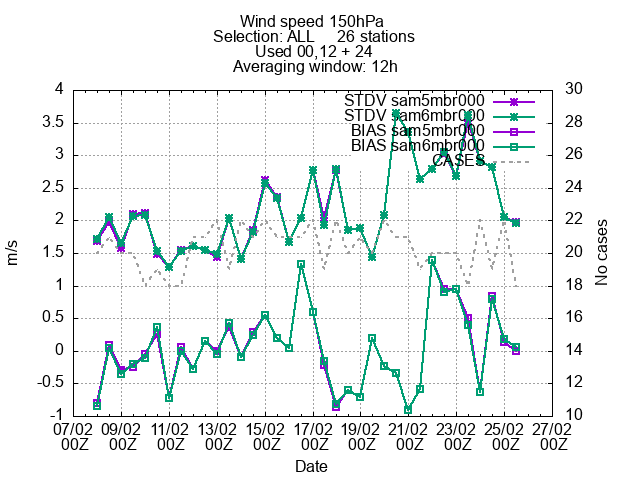 Wind speed 150hPa
Selection: ALL 26 stations
Used 00,12 + 24
Averaging window: 12h
STDV sam5mbr000
STDV sam6mbr000
BIAS sam5mbr000
BIAS sam6mbr000
CASES
4
3.5
3
2.5
2
1.5
1
0.5
0
-0.5
-1
m/s
30
28
26
24
22
20
18
16
14
12
10
No cases
07/02 09/02 11/02 13/02 15/02 17/02 19/02 21/02 23/02 25/02 27/02
00Z 00Z 00Z 00Z 00Z 00Z 00Z 00Z 00Z 00Z 00Z
Date